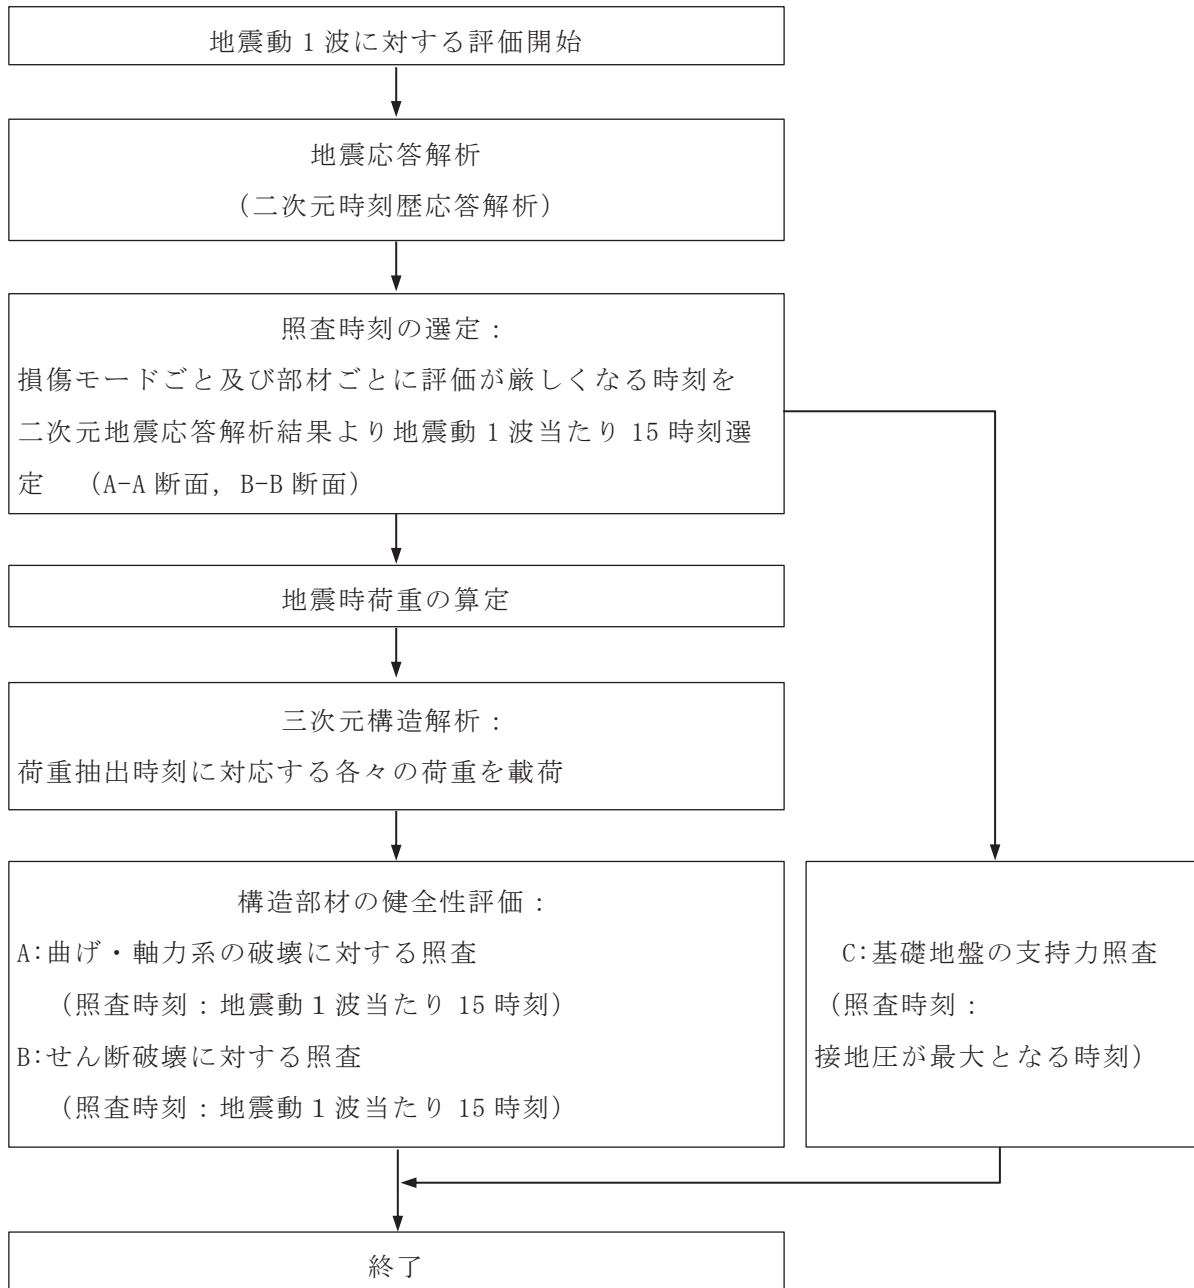 地震動 1 波に対する評価開始
地震応答解析
（二次元時刻歴応答解析）
照査時刻の選定：
損傷モードごと及び部材ごとに評価が厳しくなる時刻を
二次元地震応答解析結果より地震動 1 波当たり 15 時刻選
定　（A-A 断面, B-B 断面）
地震時荷重の算定
三次元構造解析：
荷重抽出時刻に対応する各々の荷重を載荷
構造部材の健全性評価：
A:曲げ・軸力系の破壊に対する照査
（照査時刻：地震動１波当たり 15 時刻）
B:せん断破壊に対する照査
（照査時刻：地震動１波当たり 15 時刻）
C:基礎地盤の支持力照査
（照査時刻：
接地圧が最大となる時刻）
終了